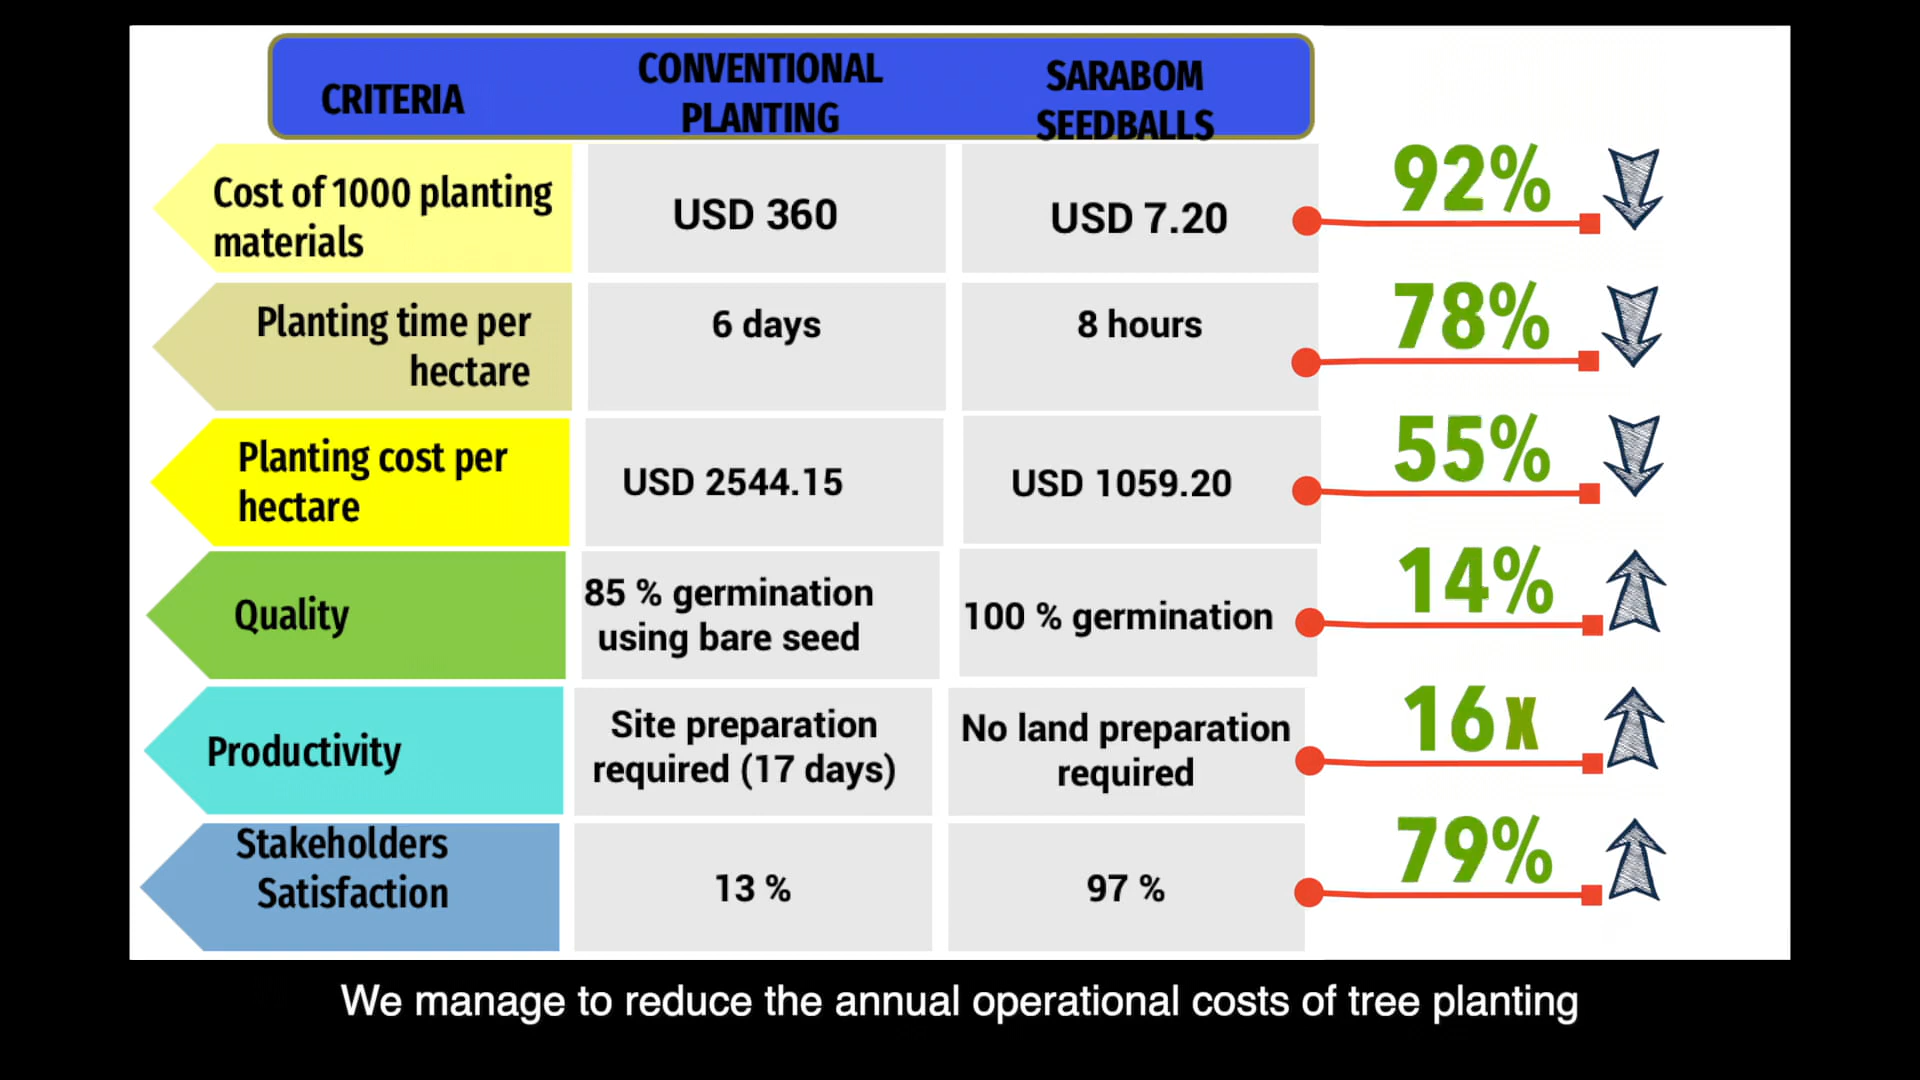 CRITERIA
CONVENTIONAL
PLANTING
SARABOM
SEEDBALLS
Cost of 1000 planting
materials
USD 360
USD 7.20
92%
Planting time per
hectare
6 days
8 hours
78%
Planting cost per
hectare
USD 2544.15
USD 1059.20
55%
Quality
85 % germination
using bare seed
100 % germination
14%
Productivity
Site preparation
required (17 days)
No land preparation
required
16x
Stakeholders
Satisfaction
13 %
97 %
79%
We manage to reduce the annual operational costs of tree planting